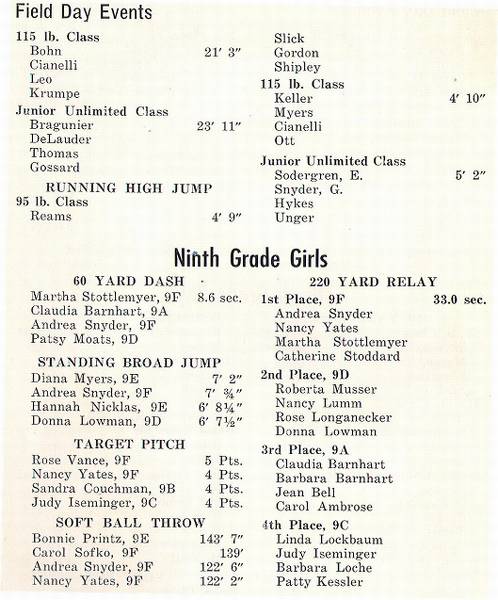 Field Day Events
115 lb. Class
Bohn 21' 3"
Cianelli
Leo
Krumpe
Junior Unlimited Class
Bragunier 23' 11"
DeLauder
Thomas
Gossard
RUNNING HIGH JUMP
95 lb. Class
Reams 4' 9"
Slick
Gordon
Shipley
115 lb. Class
Keller 4' 10"
Myers
Cianelli
Ott
Junior Unlimited Class
Sodergren, E. 5' 2"
Snyder, G.
Hykes
Unger
Ninth Grade Girls
60 YARD DASH
Martha Stottlemyer, 9F 8.6 sec.
Claudia Barnhart, 9A
Andrea Snyder, 9F
Patsy Moats, 9D
STANDING BROAD JUMP
Diana Myers, 9E 7' 2"
Andrea Snyder, 9F 7' ¾"
Hannah Nicklas, 9E 6' 8¼"
Donna Lowman, 9D 6' 7½"
TARGET PITCH
Rose Vance, 9F 5 Pts.
Nancy Yates, 9F 4 Pts.
Sandra Couchman, 9B 4 Pts.
Judy Iseminger, 9C 4 Pts.
SOFT BALL THROW
Bonnie Printz, 9E 143' 7"
Carol Sofko, 9F 139'
Andrea Snyder, 9F 122' 6"
Nancy Yates, 9F 122' 2"
220 YARD RELAY
1st Place, 9F 33.0 sec.
Andrea Snyder
Nancy Yates
Martha Stottlemyer
Catherine Stoddard
2nd Place, 9D
Roberta Musser
Nancy Lumm
Rose Longanecker
Donna Lowman
3rd Place, 9A
Claudia Barnhart
Barbara Barnhart
Jean Bell
Carol Ambrose
4th Place, 9C
Linda Lockbaum
Judy Iseminger
Barbara Loche
Patty Kessler